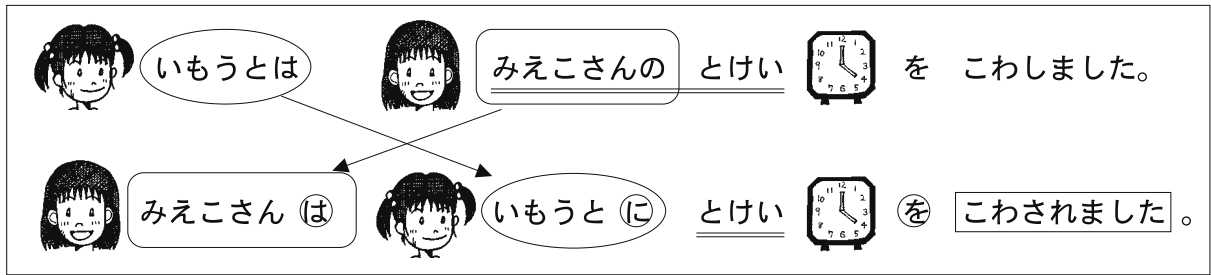 いもうとは みえこさんの とけい を こわしました。
みえこさん は いもうと に とけい を こわされました 。